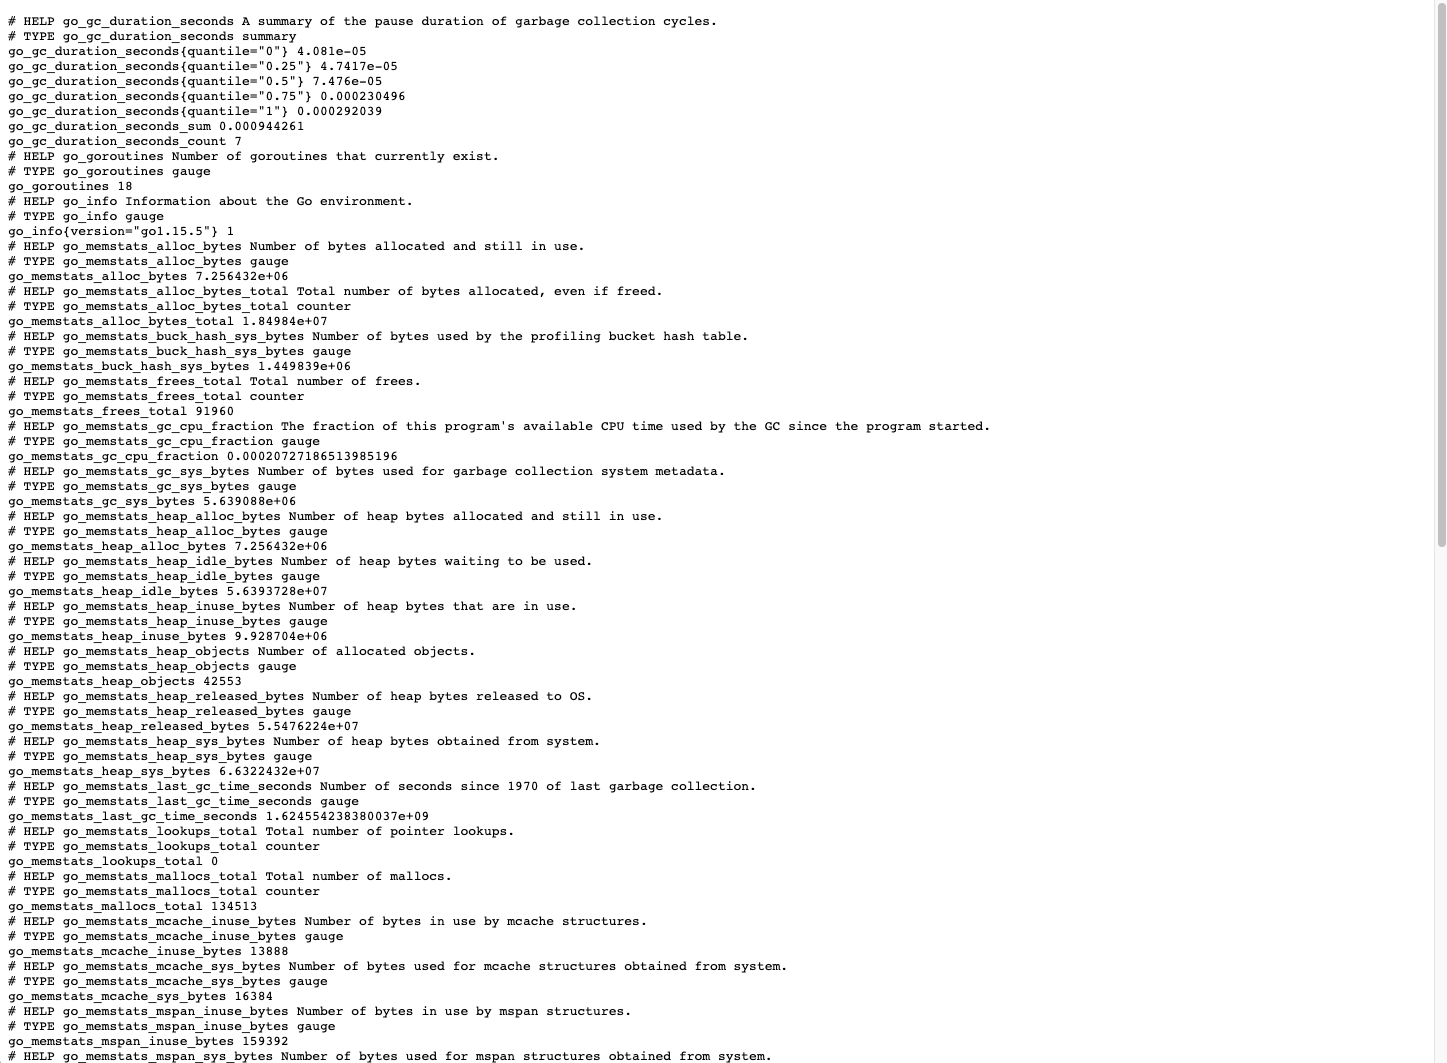 # HELP go_gc_duration_seconds A summary of the pause duration of garbage collection cycles.
# TYPE go_gc_duration_seconds summary
go_gc_duration_seconds{quantile="0"} 4.081e-05
go_gc_duration_seconds{quantile="0.25"} 4.7417e-05
go_gc_duration_seconds{quantile="0.5"} 7.476e-05
go_gc_duration_seconds{quantile="0.75"} 0.000230496
go_gc_duration_seconds{quantile="1"} 0.000292039
go_gc_duration_seconds_sum 0.000944261
go_gc_duration_seconds_count 7
# HELP go_goroutines Number of goroutines that currently exist.
# TYPE go_goroutines gauge
go_goroutines 18
# HELP go_info Information about the Go environment.
# TYPE go_info gauge
go_info{version="go1.15.5"} 1
# HELP go_memstats_alloc_bytes Number of bytes allocated and still in use.
# TYPE go_memstats_alloc_bytes gauge
go_memstats_alloc_bytes 7.256432e+06
# HELP go_memstats_alloc_bytes_total Total number of bytes allocated, even if freed.
# TYPE go_memstats_alloc_bytes_total counter
go_memstats_alloc_bytes_total 1.84984e+07
# HELP go_memstats_buck_hash_sys_bytes Number of bytes used by the profiling bucket hash table.
# TYPE go_memstats_buck_hash_sys_bytes gauge
go_memstats_buck_hash_sys_bytes 1.449839e+06
# HELP go_memstats_frees_total Total number of frees.
# TYPE go_memstats_frees_total counter
go_memstats_frees_total 91960
# HELP go_memstats_gc_cpu_fraction The fraction of this program's available CPU time used by the GC since the program started.
# TYPE go_memstats_gc_cpu_fraction gauge
go_memstats_gc_cpu_fraction 0.00020727186513985196
# HELP go_memstats_gc_sys_bytes Number of bytes used for garbage collection system metadata.
# TYPE go_memstats_gc_sys_bytes gauge
go_memstats_gc_sys_bytes 5.639088e+06
# HELP go_memstats_heap_alloc_bytes Number of heap bytes allocated and still in use.
# TYPE go_memstats_heap_alloc_bytes gauge
go_memstats_heap_alloc_bytes 7.256432e+06
# HELP go_memstats_heap_idle_bytes Number of heap bytes waiting to be used.
# TYPE go_memstats_heap_idle_bytes gauge
go_memstats_heap_idle_bytes 5.6393728e+07
# HELP go_memstats_heap_inuse_bytes Number of heap bytes that are in use.
# TYPE go_memstats_heap_inuse_bytes gauge
go_memstats_heap_inuse_bytes 9.928704e+06
# HELP go_memstats_heap_objects Number of allocated objects.
# TYPE go_memstats_heap_objects gauge
go_memstats_heap_objects 42553
# HELP go_memstats_heap_released_bytes Number of heap bytes released to OS.
# TYPE go_memstats_heap_released_bytes gauge
go_memstats_heap_released_bytes 5.5476224e+07
# HELP go_memstats_heap_sys_bytes Number of heap bytes obtained from system.
# TYPE go_memstats_heap_sys_bytes gauge
go_memstats_heap_sys_bytes 6.6322432e+07
# HELP go_memstats_last_gc_time_seconds Number of seconds since 1970 of last garbage collection.
# TYPE go_memstats_last_gc_time_seconds gauge
go_memstats_last_gc_time_seconds 1.624554238380037e+09
# HELP go_memstats_lookups_total Total number of pointer lookups.
# TYPE go_memstats_lookups_total counter
go_memstats_lookups_total 0
# HELP go_memstats_mallocs_total Total number of mallocs.
# TYPE go_memstats_mallocs_total counter
go_memstats_mallocs_total 134513
# HELP go_memstats_mcache_inuse_bytes Number of bytes in use by mcache structures.
# TYPE go_memstats_mcache_inuse_bytes gauge
go_memstats_mcache_inuse_bytes 13888
# HELP go_memstats_mcache_sys_bytes Number of bytes used for mcache structures obtained from system.
# TYPE go_memstats_mcache_sys_bytes gauge
go_memstats_mcache_sys_bytes 16384
# HELP go_memstats_mspan_inuse_bytes Number of bytes in use by mspan structures.
# TYPE go_memstats_mspan_inuse_bytes gauge
go_memstats_mspan_inuse_bytes 159392
# HELP go_memstats_mspan_sys_bytes Number of bytes used for mspan structures obtained from system.